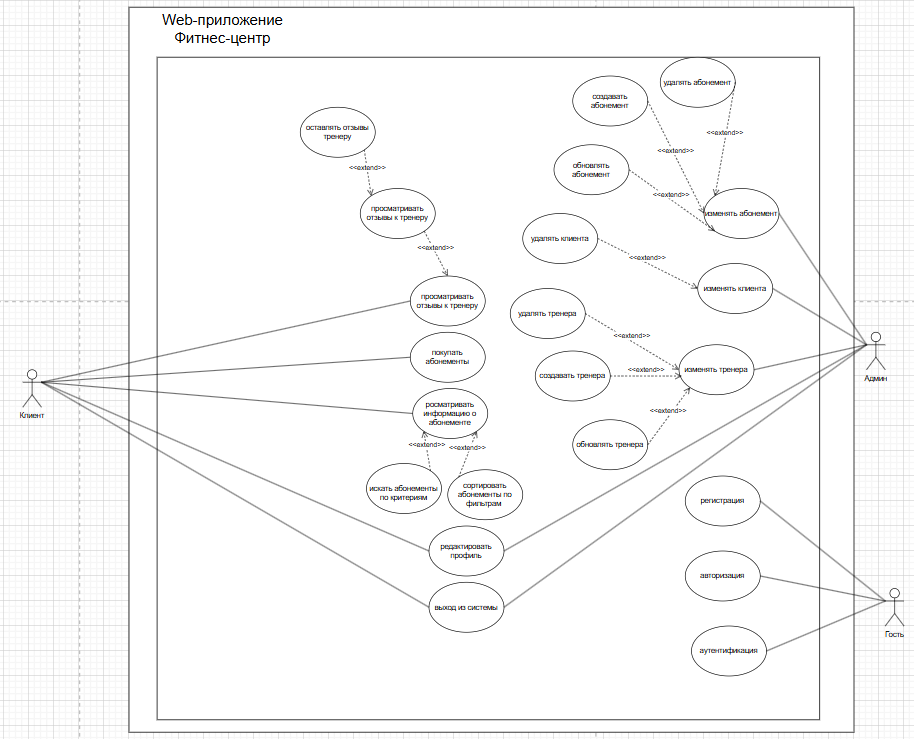 Web-приложение
Фитнес-центр
удалять абонемент
создавать
абонемент
<<extend>>
оставлять отзывы
тренеру
<<extend>>
<<extend>>
обновлять
абонемент
<<extend>>
просматривать
отзывы к тренеру
изменять абонемент
<<extend>>
удалять клиента
<<extend>>
изменять клиента
просматривать
отзывы к тренеру
удалять тренера
<<extend>>
покупать
абонементы
создавать тренера
<<extend>>
изменять тренера
Админ
Клиент
росматривать
информацию о
абонементе
<<extend>>
<<extend>>
<<extend>>
обновлять тренера
искать абонементы
по критериям
сортировать
абонементы по
фильтрам
регистрация
редактировать
профиль
авторизация
выход из системы
Гость
аутентификация